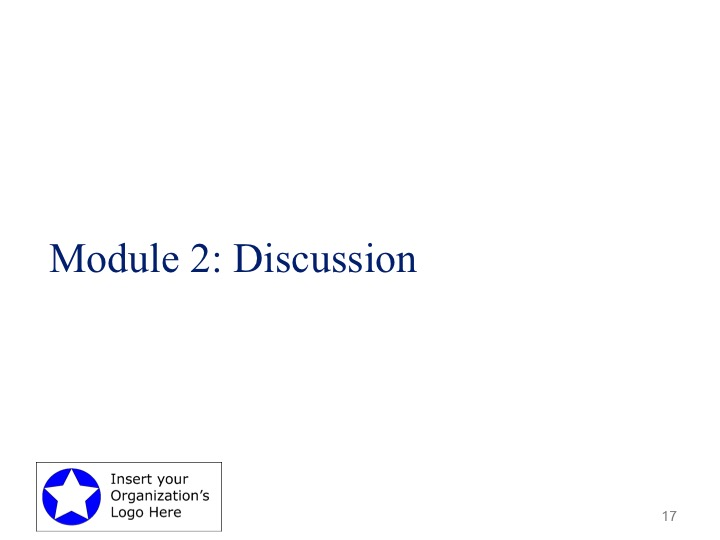 Module 2: Discussion
Insert your
Organization's
Logo Here
17